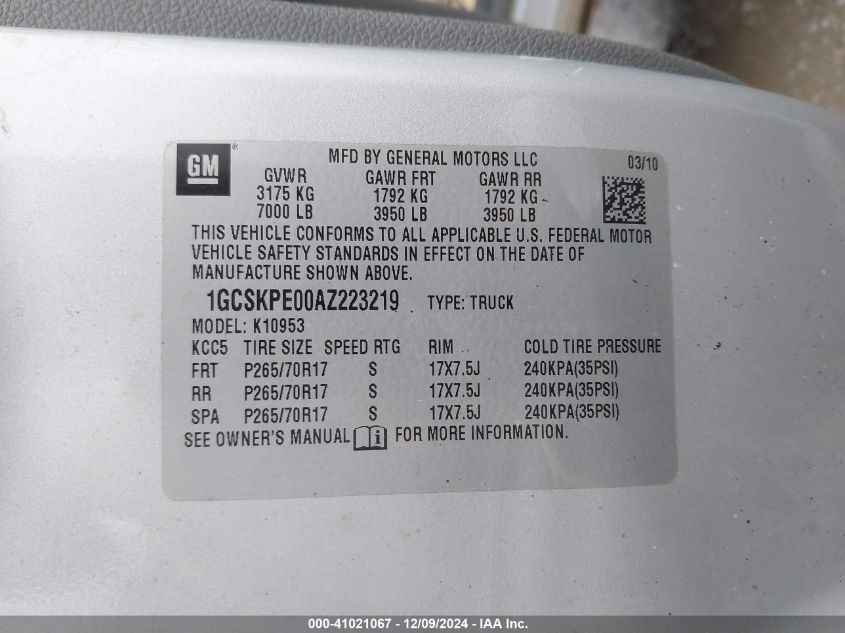 GM®
MFD BY GENERAL MOTORS LLC 03/10
GVWR GAWR FRT GAWR RR
3175 KG 1792 KG 1792 KG
7000 LB 3950 LB 3950 LB
THIS VEHICLE CONFORMS TO ALL APPLICABLE U.S. FEDERAL MOTOR
VEHICLE SAFETY STANDARDS IN EFFECT ON THE DATE OF
MANUFACTURE SHOWN ABOVE.
1GCSKPE00AZ223219 TYPE: TRUCK
MODEL: K10953
KCC5 TIRE SIZE SPEED RTG RIM COLD TIRE PRESSURE
FRT P265/70R17 S 17X7.5J 240KPA(35PSI)
RR P265/70R17 S 17X7.5J 240KPA(35PSI)
SPA P265/70R17 S 17X7.5J 240KPA(35PSI)
SEE OWNER'S MANUAL FOR MORE INFORMATION.
000-41021067 - 12/09/2024 - IAA Inc.